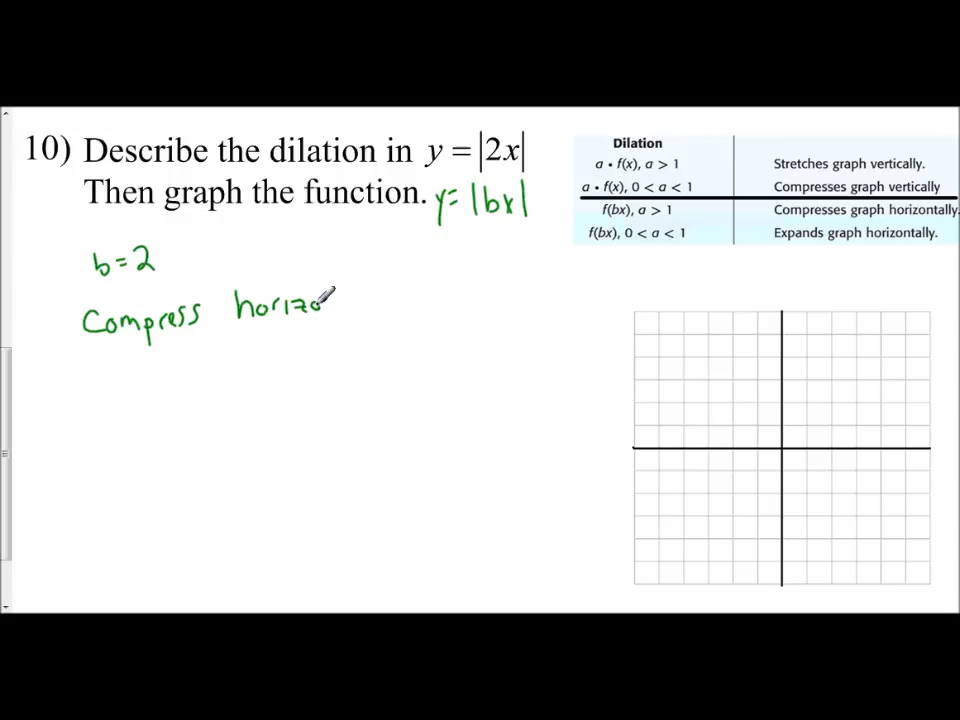 10) Describe the dilation in y = |2x|
Then graph the function. y = |bx|
b = 2
Compress horizo
Dilation
a • f(x), a > 1 Stretches graph vertically.
a • f(x), 0 < a < 1 Compresses graph vertically
f(bx), a > 1 Compresses graph horizontally.
f(bx), 0 < a < 1 Expands graph horizontally.